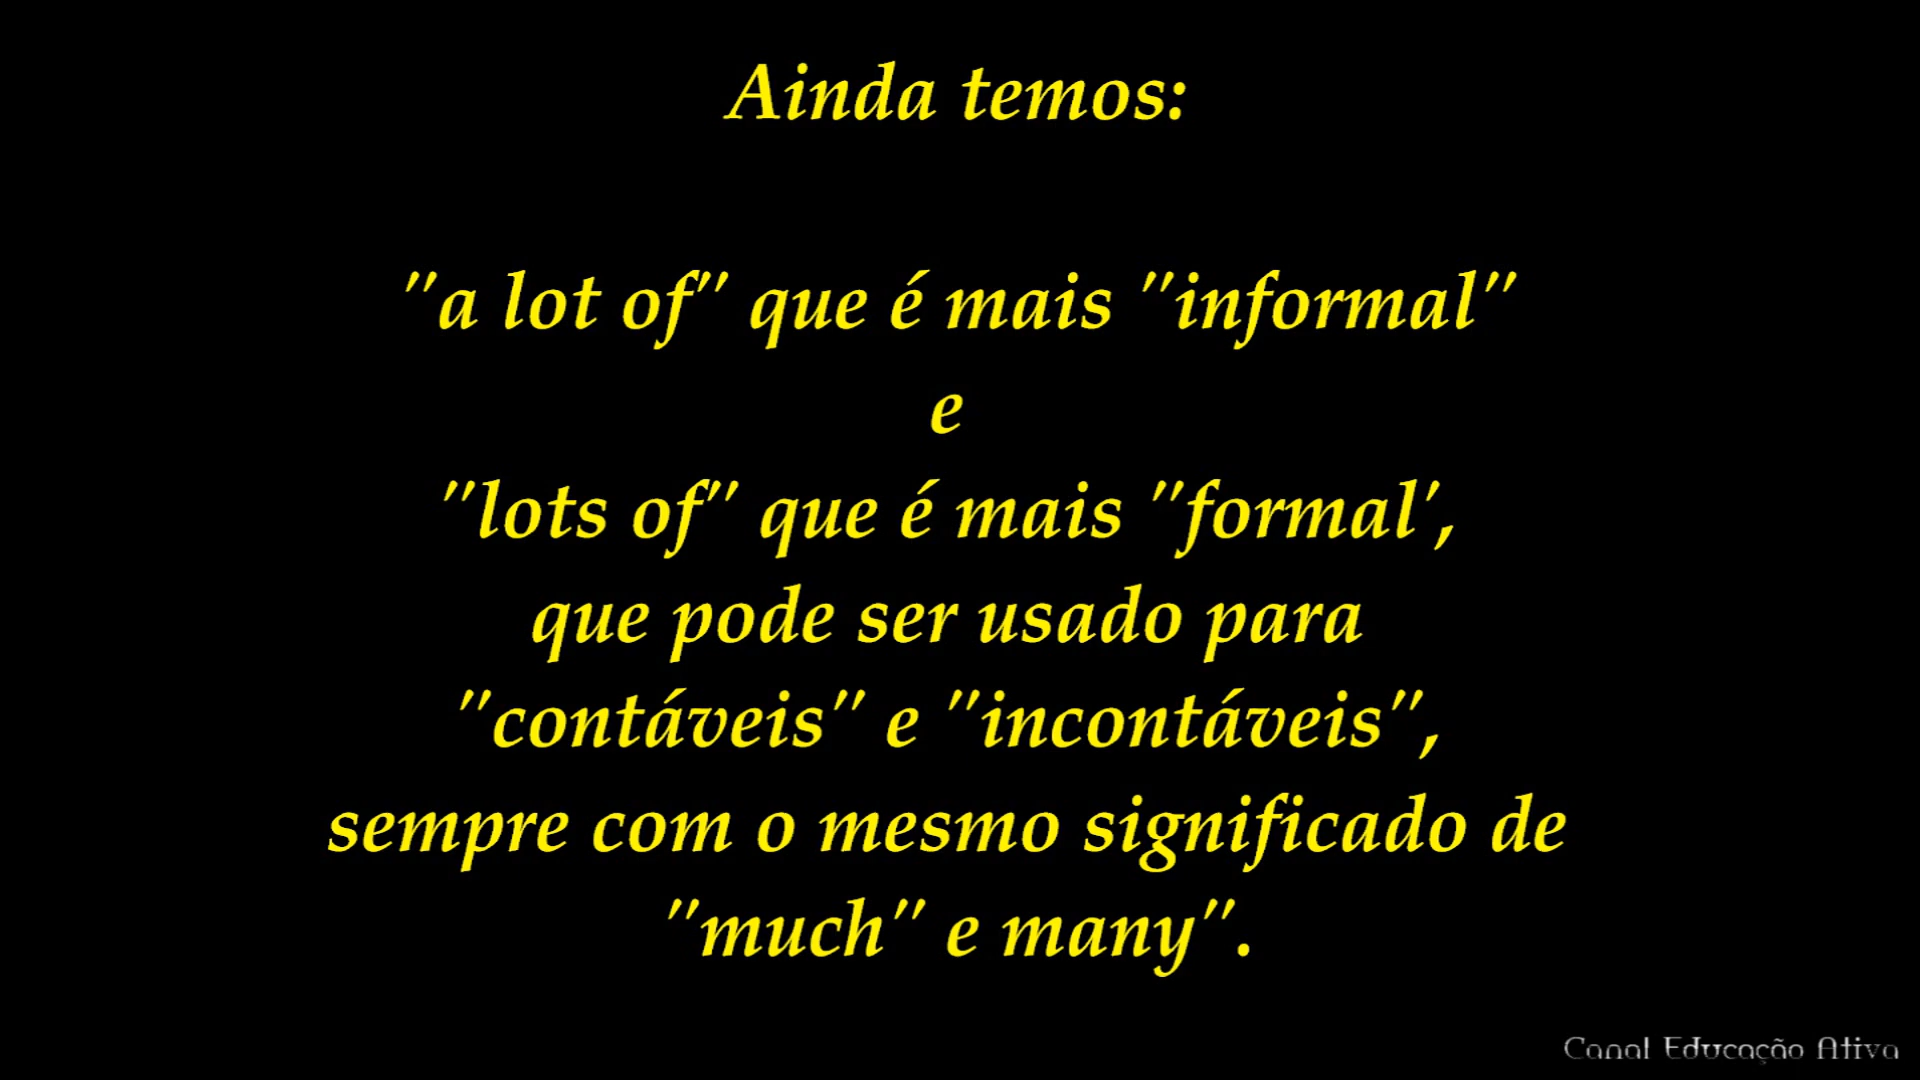 Ainda temos:
"a lot of" que é mais "informal"
e
"lots of" que é mais "formal',
que pode ser usado para
"contáveis" e "incontáveis",
sempre com o mesmo significado de
"much" e many".
Canal Educação Ativa